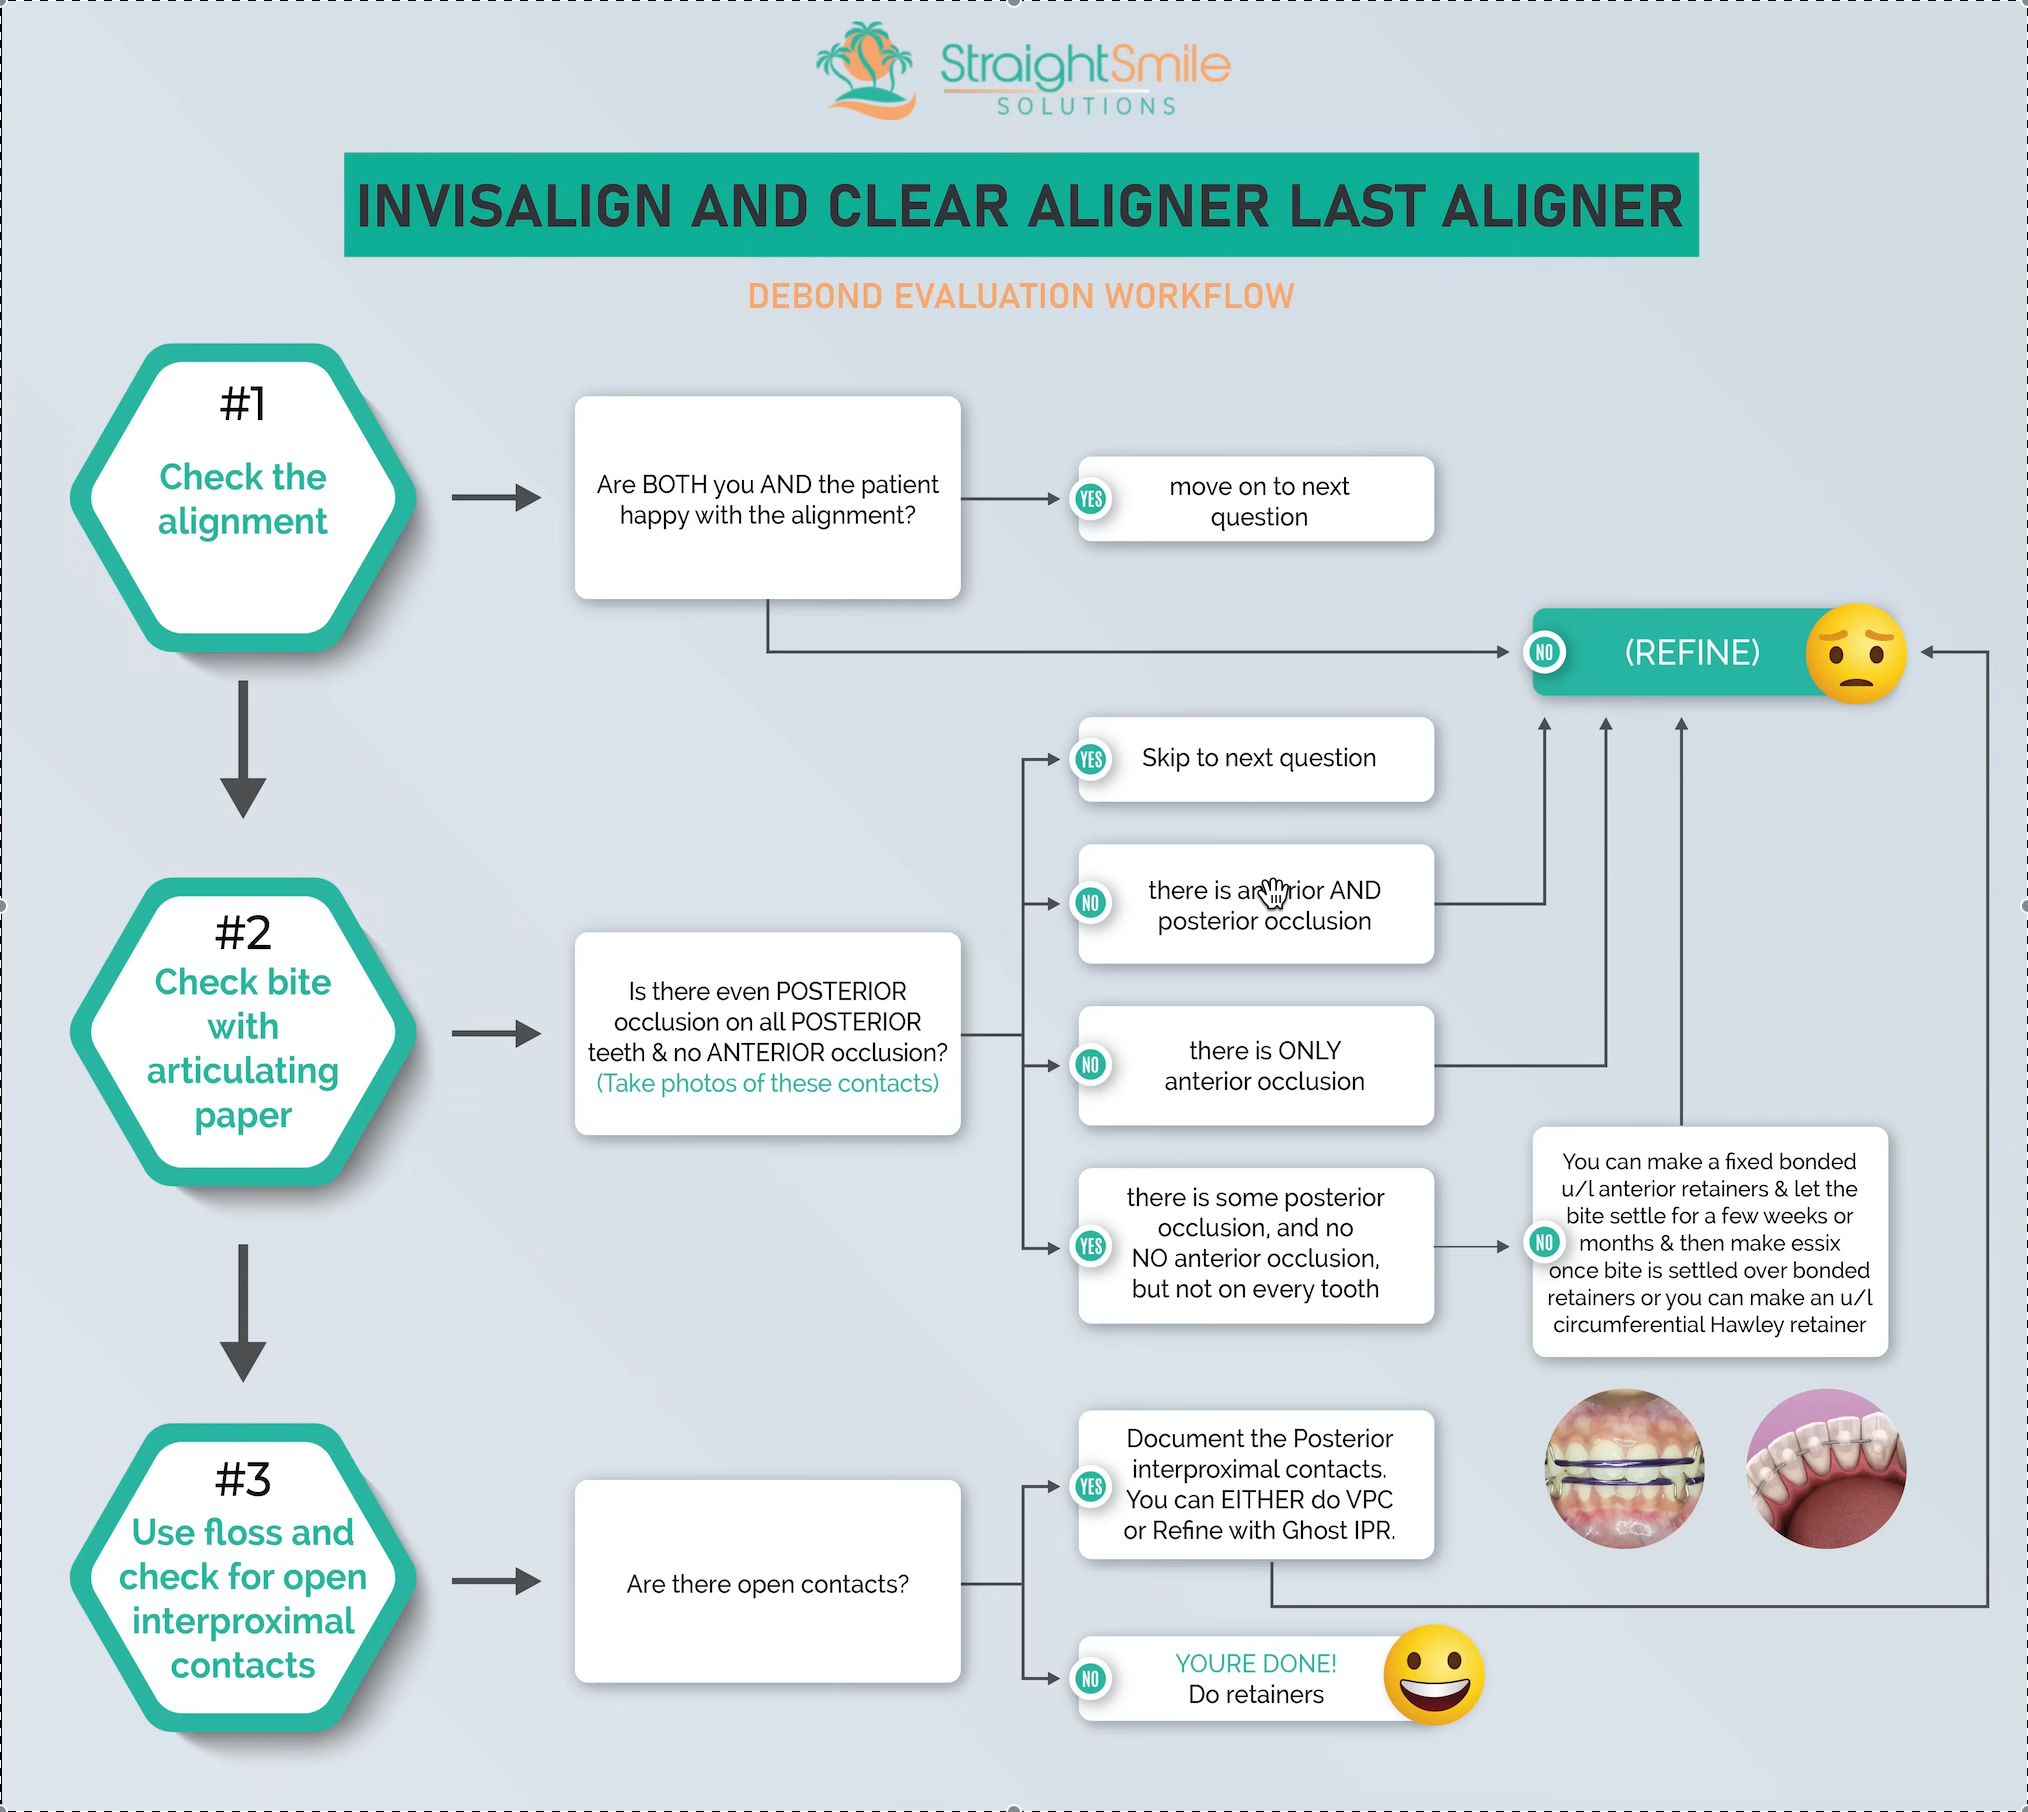 StraightSmile
SOLUTIONS
INVISALIGN AND CLEAR ALIGNER LAST ALIGNER
DEBOND EVALUATION WORKFLOW
#1
Check the
alignment
Are BOTH you AND the patient
happy with the alignment?
YES
move on to next
question
NO
(REFINE)
#2
Check bite
with
articulating
paper
Is there even POSTERIOR
occlusion on all POSTERIOR
teeth & no ANTERIOR occlusion?
(Take photos of these contacts)
YES
Skip to next question
NO
there is anterior AND
posterior occlusion
NO
there is ONLY
anterior occlusion
YES
there is some posterior
occlusion, and no
NO anterior occlusion,
but not on every tooth
NO
You can make a fixed bonded
u/l anterior retainers & let the
bite settle for a few weeks or
months & then make essix
once bite is settled over bonded
retainers or you can make an u/l
circumferential Hawley retainer
#3
Use floss and
check for open
interproximal
contacts
Are there open contacts?
YES
Document the Posterior
interproximal contacts.
You can EITHER do VPC
or Refine with Ghost IPR.
NO
YOURE DONE!
Do retainers